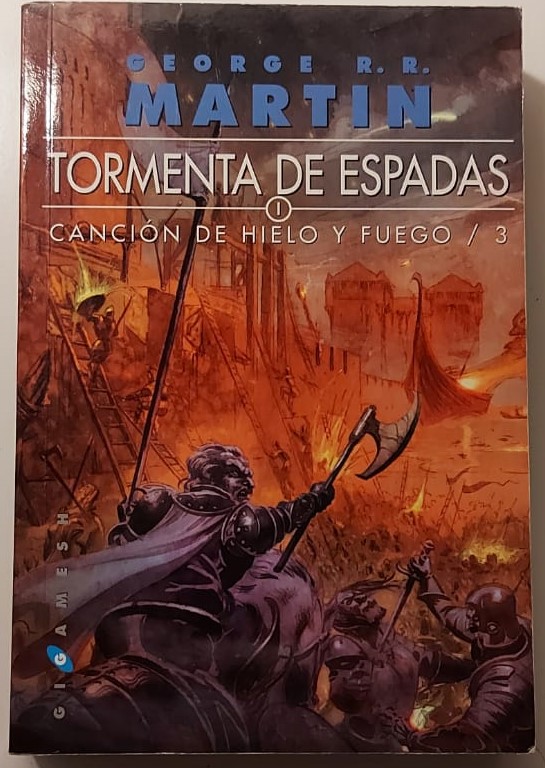 GEORGE R. R.
MARTIN
TORMENTA DE ESPADAS
I
CANCIÓN DE HIELO Y FUEGO / 3
GIGAMESH